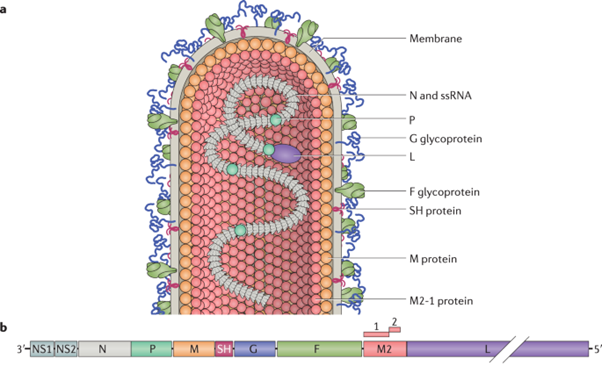 a
Membrane
N and ssRNA
P
G glycoprotein
L
F glycoprotein
SH protein
M protein
M2-1 protein
b
1 2
3′ NS1 NS2 N P M SH G F M2 L 5′